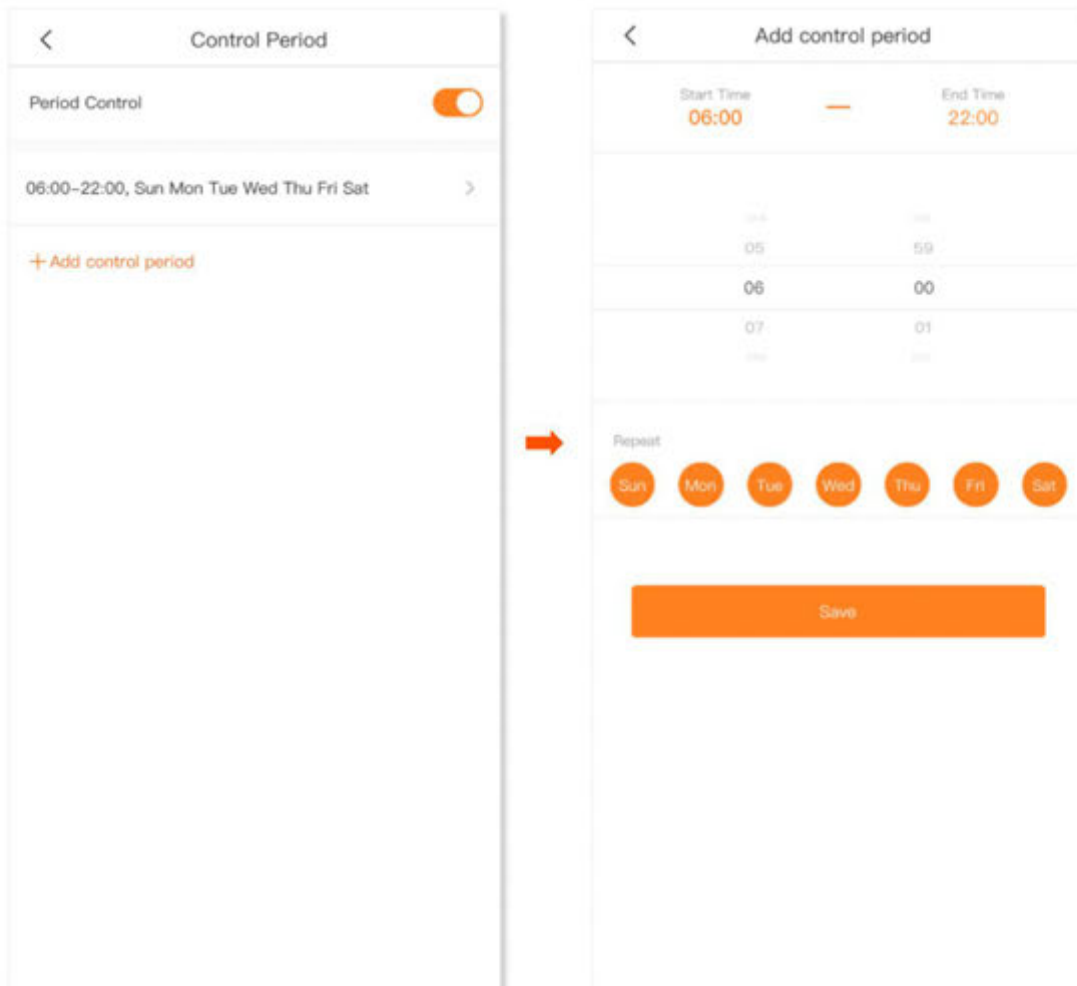 Control Period
Period Control
06:00-22:00, Sun Mon Tue Wed Thu Fri Sat
+ Add control period
Add control period
Start Time
End Time
06:00
—
22:00
05 59
06 00
07 01
Repeat
Sun Mon Tue Wed Thu Fri Sat
Save